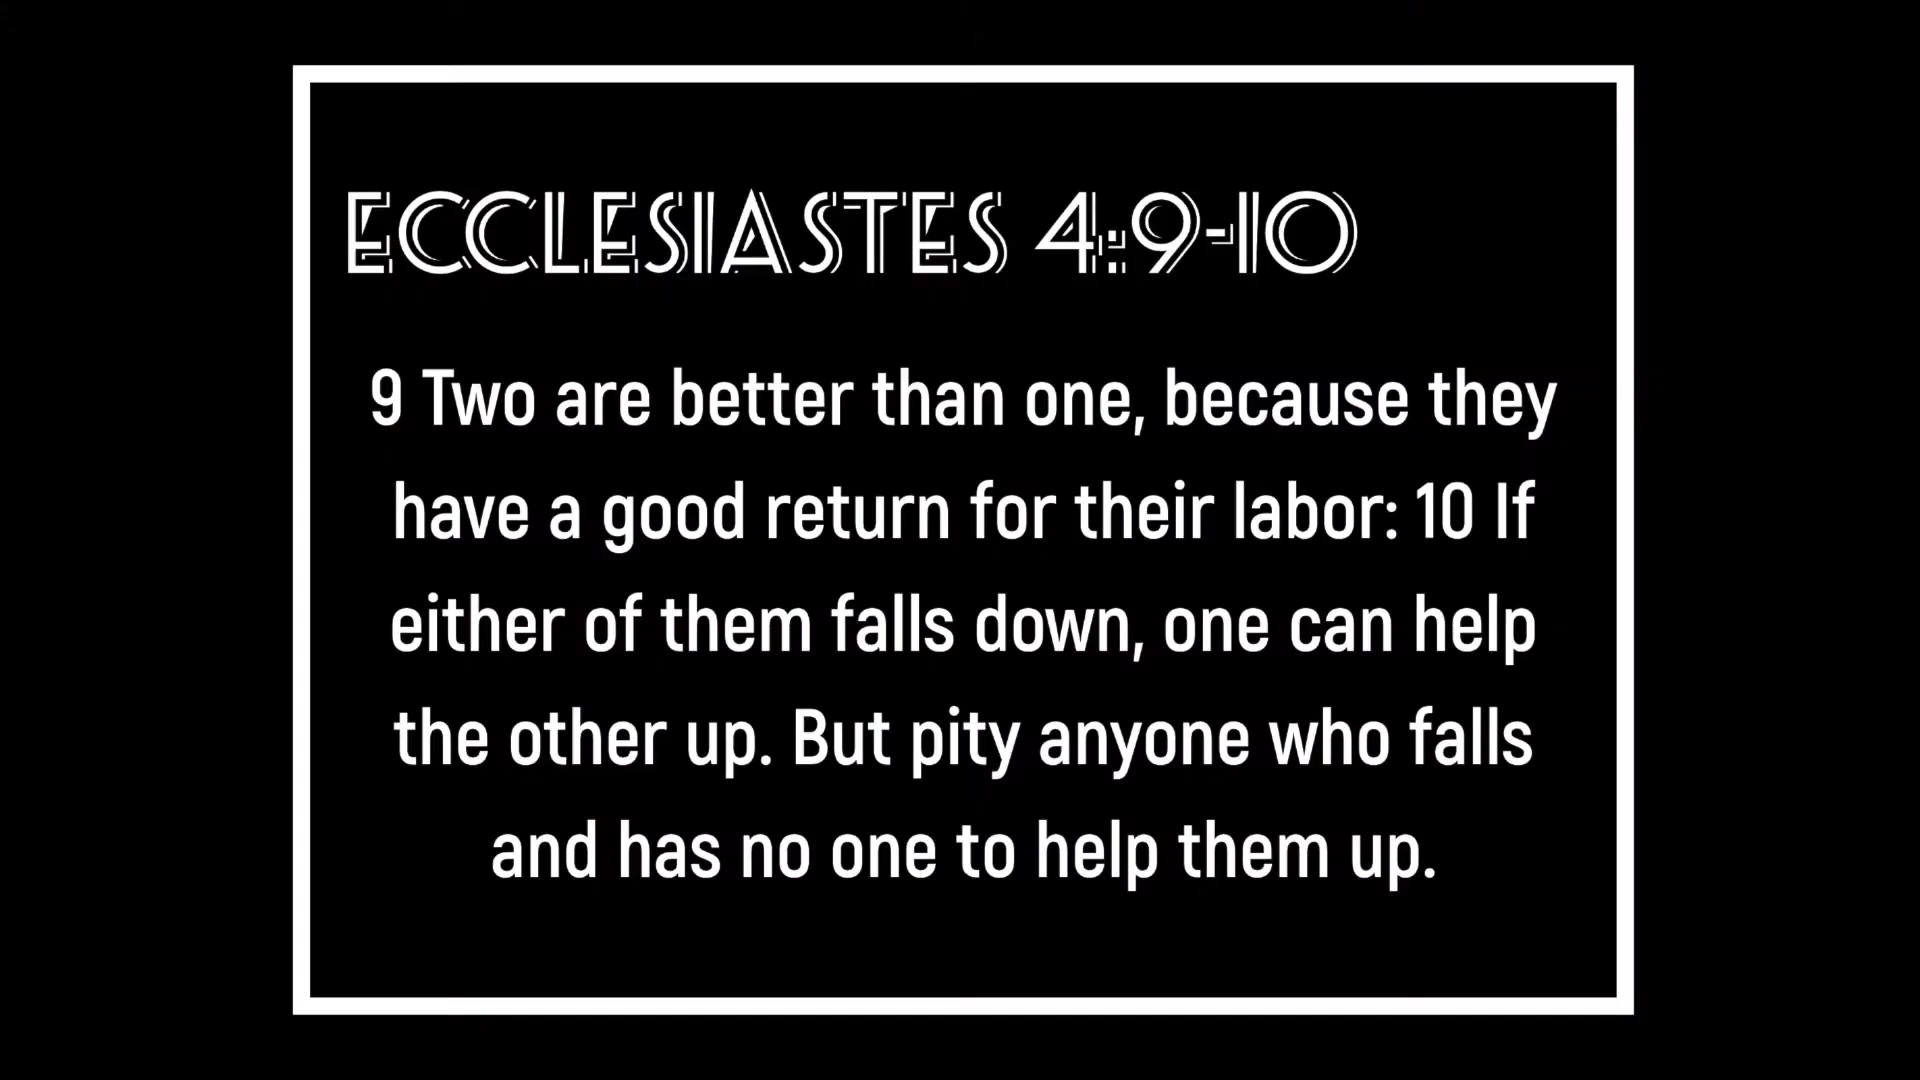 ECCLESIASTES 4:9-10
9 Two are better than one, because they
have a good return for their labor: 10 If
either of them falls down, one can help
the other up. But pity anyone who falls
and has no one to help them up.